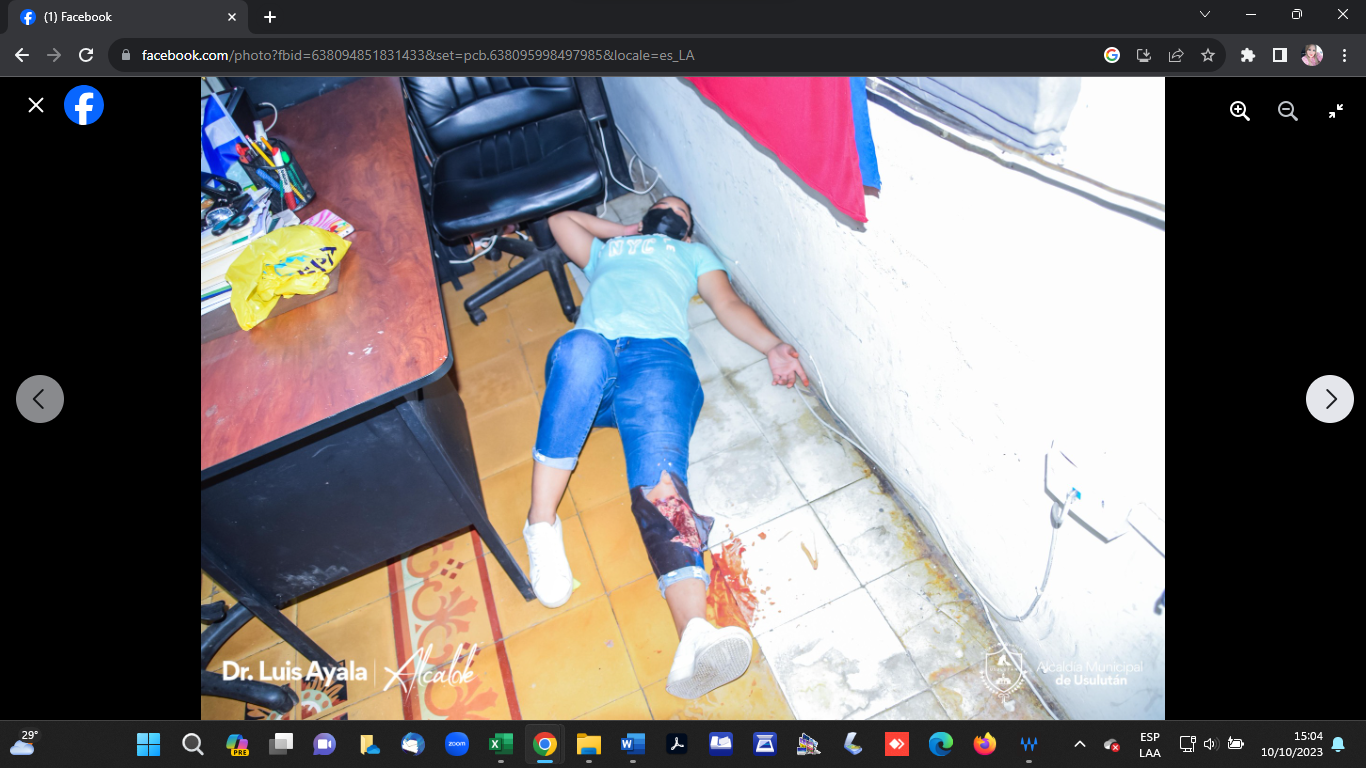 (1) Facebook
facebook.com/photo?fbid=638094851831433&set=pcb.638095998497985&locale=es_LA
NYC
Dr. Luis Ayala | Alcalde
Alcaldía Municipal
de Usulután
29°
PRE
zoom
ESP
LAA
15:04
10/10/2023